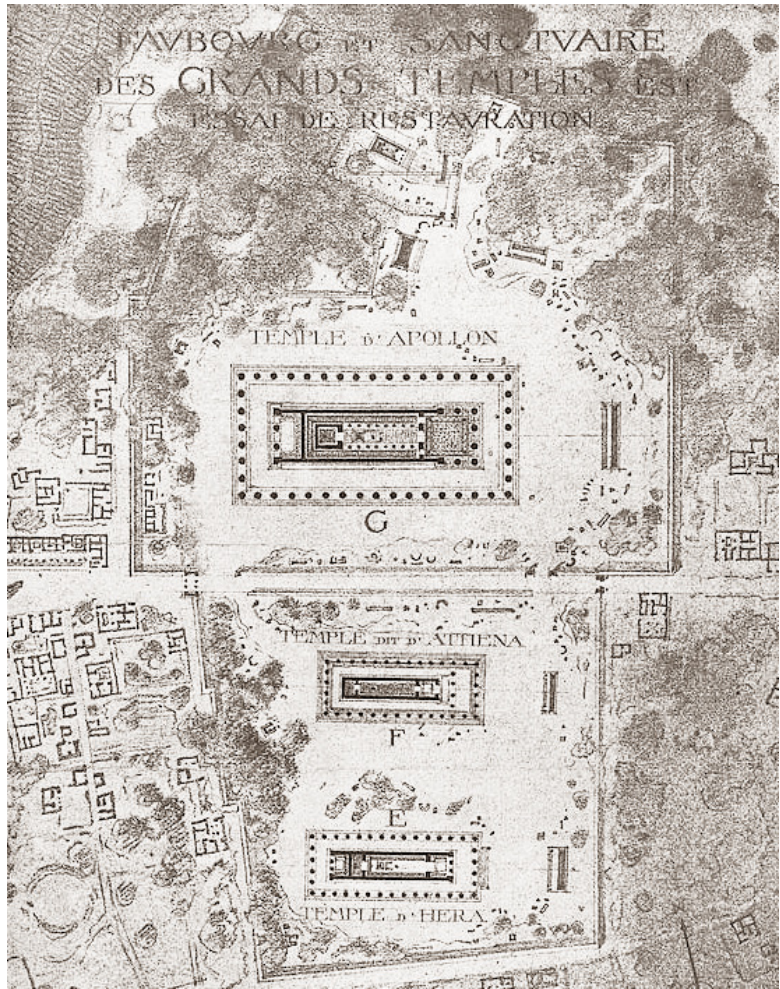 FAVBOVRG ET SANCTVAIRE
DES GRANDS TEMPLES EST
ESSAI DE RESTAVRATION
TEMPLE D'APOLLON
G
TEMPLE DIT D'ATHENA
F
E
TEMPLE D'HERA